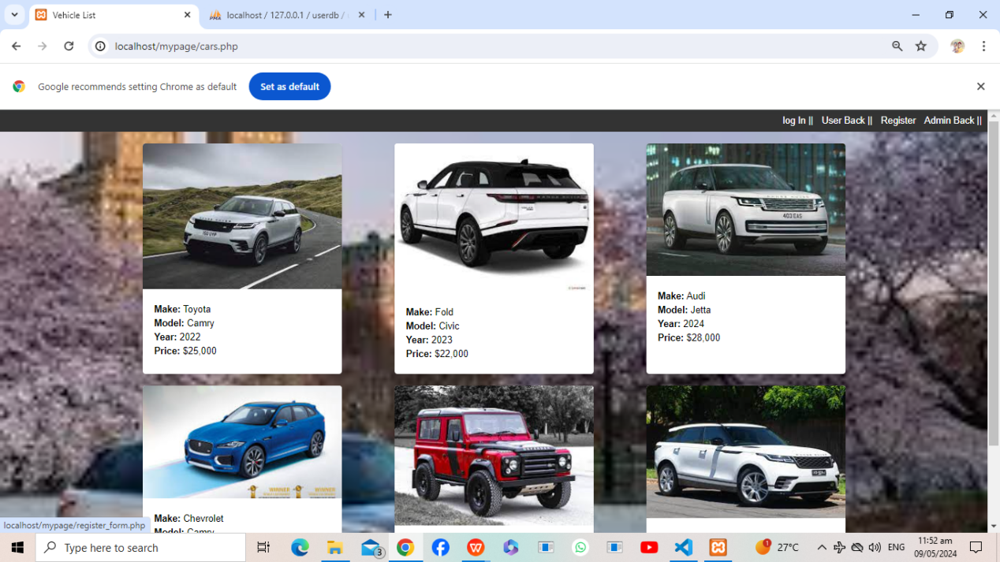 Vehicle List
localhost / 127.0.0.1 / userdb /
localhost/mypage/cars.php
Google recommends setting Chrome as default
Set as default
log In || User Back || Register Admin Back ||
Make: Toyota
Model: Camry
Year: 2022
Price: $25,000
Make: Fold
Model: Civic
Year: 2023
Price: $22,000
403 EAS
Make: Audi
Model: Jetta
Year: 2024
Price: $28,000
WINNER WINNER
Make: Chevrolet
Model: Camry
localhost/mypage/register_form.php
Type here to search
3
1
27°C
ENG
11:52 am
09/05/2024